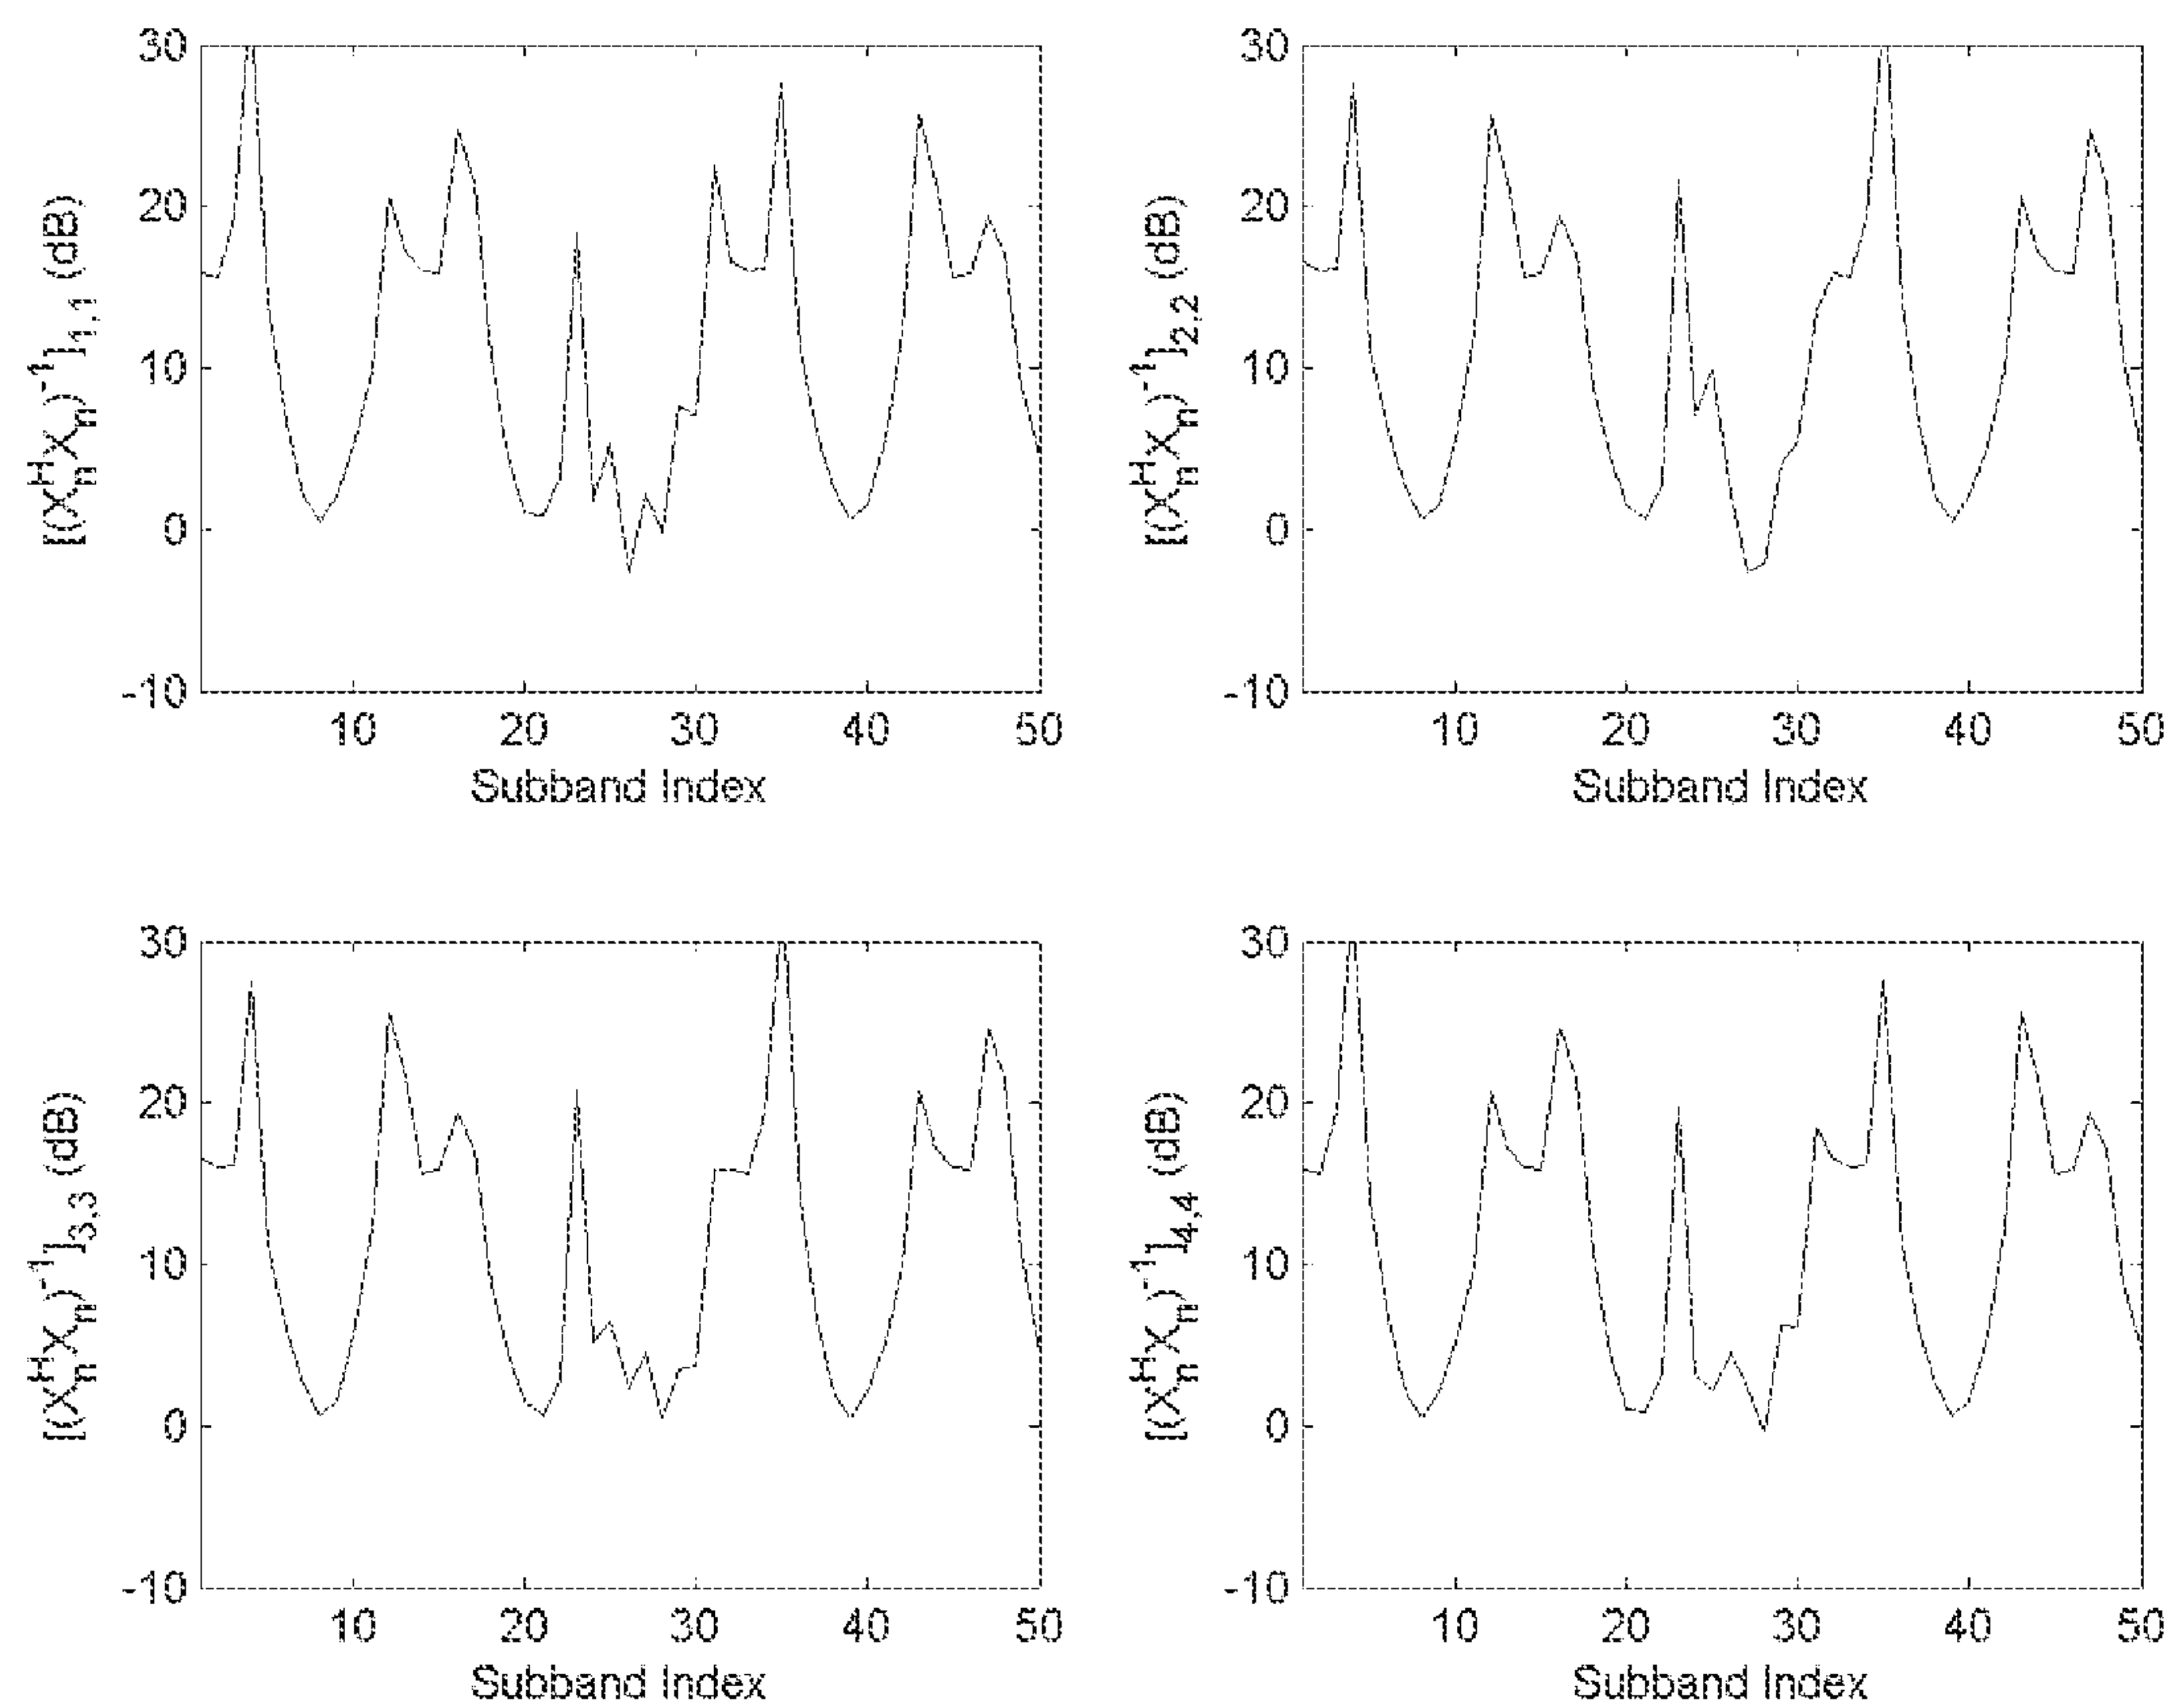 30
20
10
0
-10
10 20 30 40 50
Subband Index
[(X_n^H X_n)^-1]_1,1 (dB)
30
20
10
0
-10
10 20 30 40 50
Subband Index
[(X_n^H X_n)^-1]_2,2 (dB)
30
20
10
0
-10
10 20 30 40 50
Subband Index
[(X_n^H X_n)^-1]_3,3 (dB)
30
20
10
0
-10
10 20 30 40 50
Subband Index
[(X_n^H X_n)^-1]_4,4 (dB)